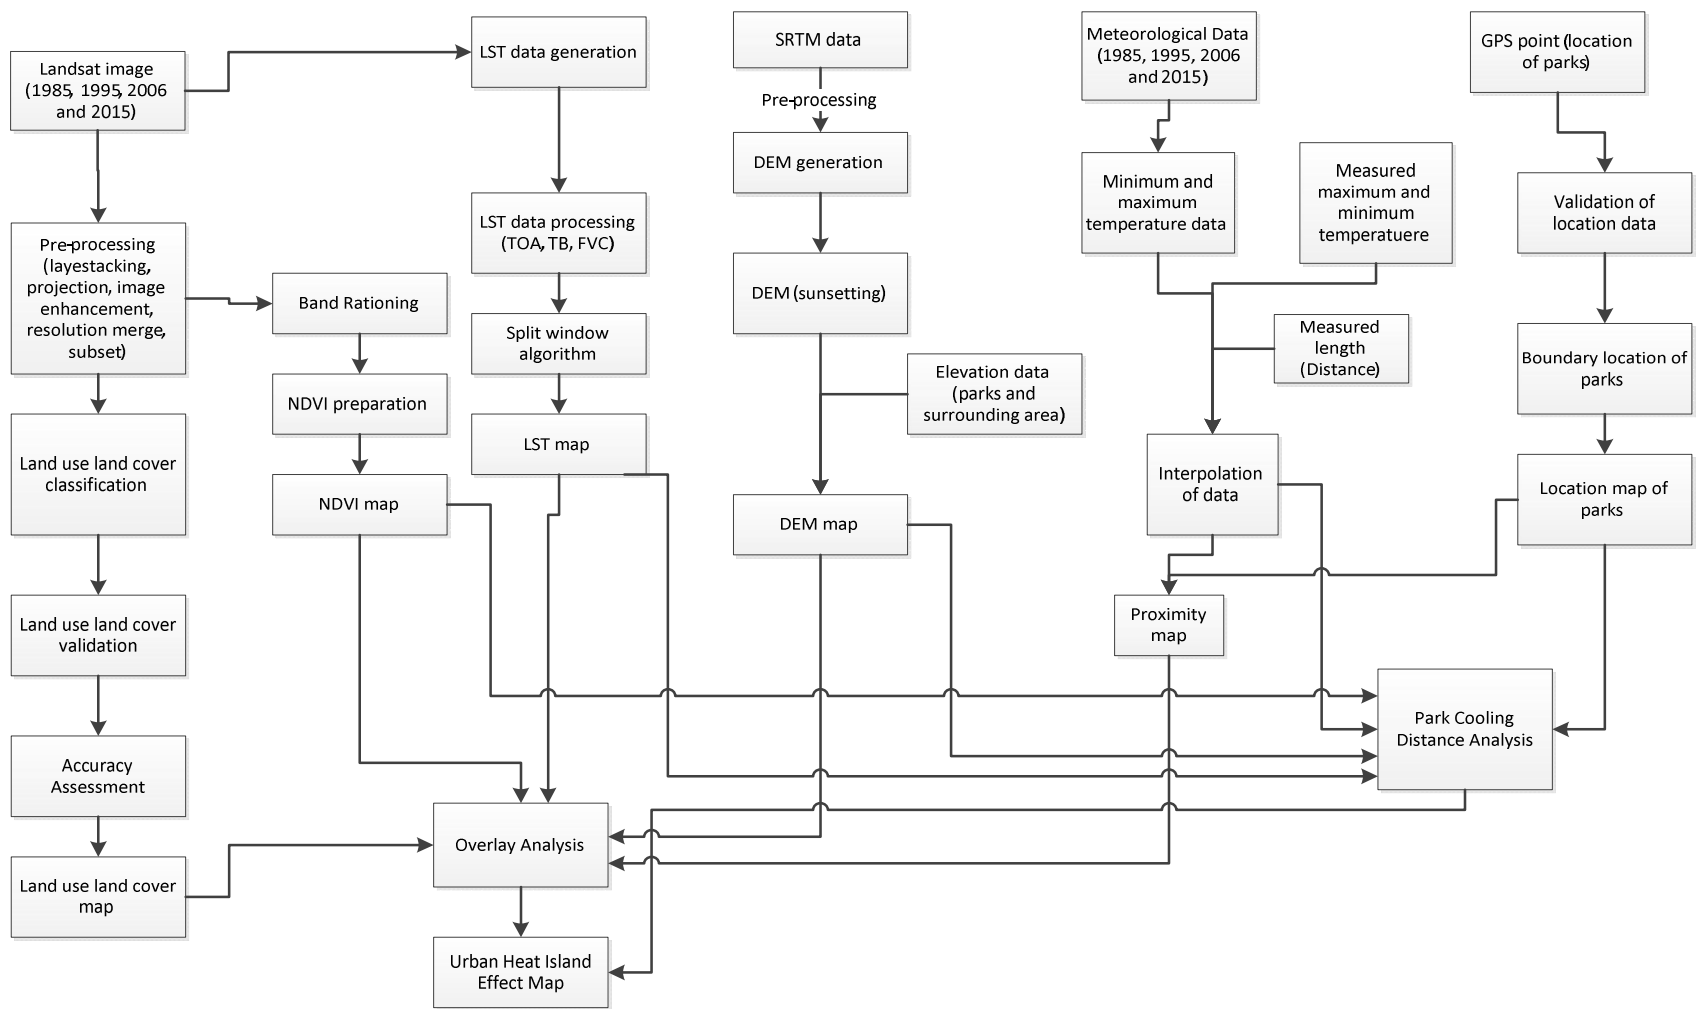 Landsat image
(1985, 1995, 2006
and 2015)
Pre-processing
(layestacking,
projection, image
enhancement,
resolution merge,
subset)
Land use land cover
classification
Land use land cover
validation
Accuracy
Assessment
Land use land cover
map
Band Rationing
NDVI preparation
NDVI map
LST data generation
LST data processing
(TOA, TB, FVC)
Split window
algorithm
LST map
Overlay Analysis
Urban Heat Island
Effect Map
SRTM data
Pre-processing
DEM generation
DEM (sunsetting)
Elevation data
(parks and
surrounding area)
DEM map
Meteorological Data
(1985, 1995, 2006
and 2015)
Minimum and
maximum
temperature data
Measured
maximum and
minimum
temperatuere
Measured
length
(Distance)
Interpolation
of data
Proximity
map
GPS point (location
of parks)
Validation of
location data
Boundary location of
parks
Location map of
parks
Park Cooling
Distance Analysis